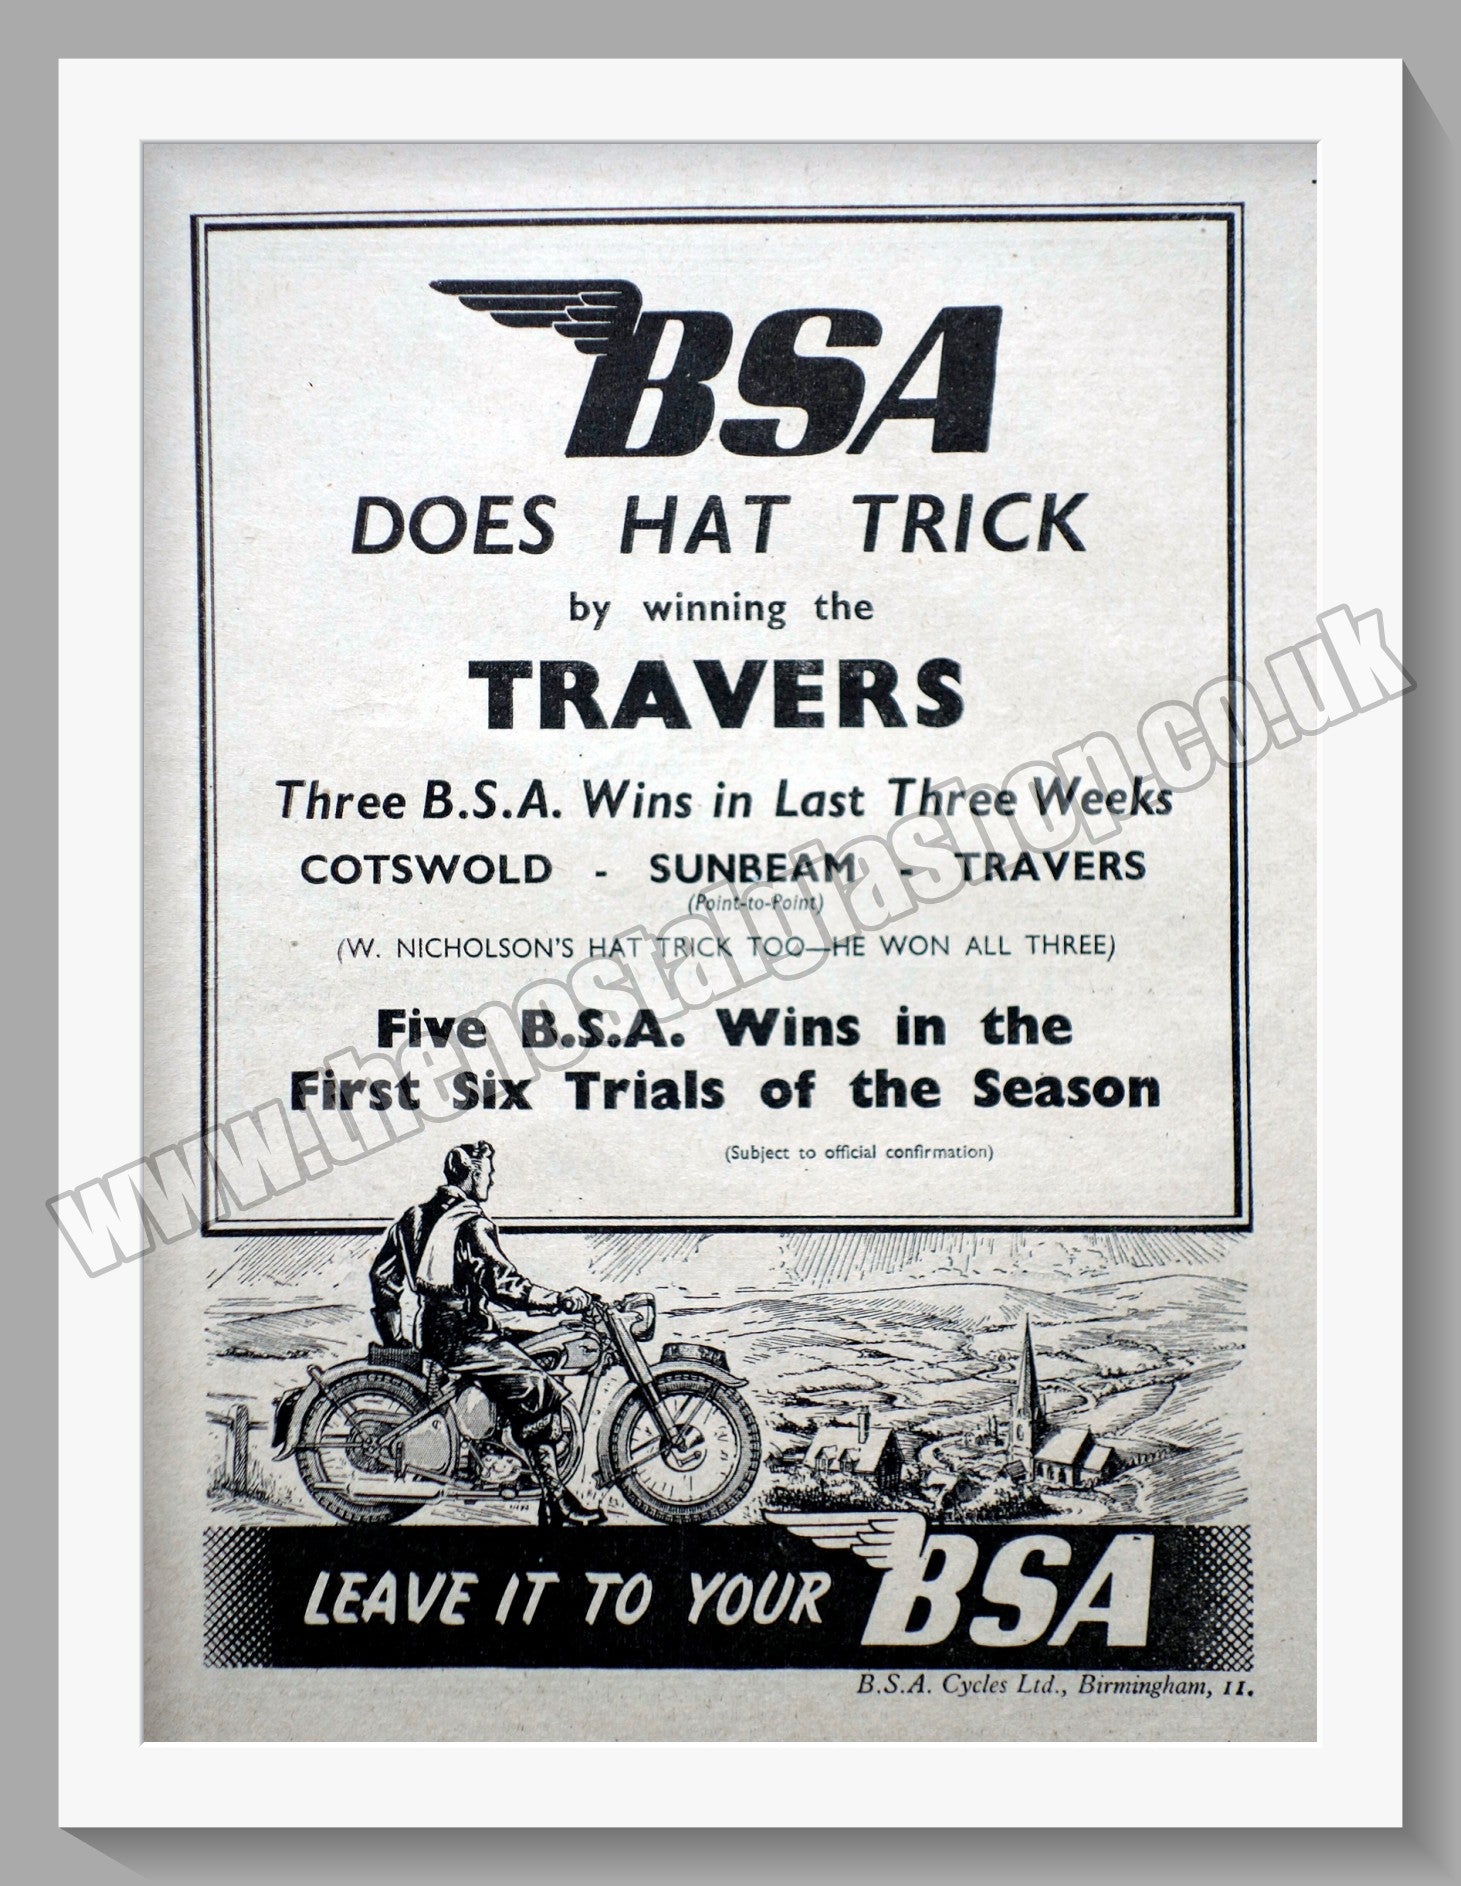 BSA
DOES HAT TRICK
by winning the
TRAVERS
Three B.S.A. Wins in Last Three Weeks
COTSWOLD - SUNBEAM - TRAVERS
(Point-to-Point)
(W. NICHOLSON'S HAT TRICK TOO—HE WON ALL THREE)
Five B.S.A. Wins in the
First Six Trials of the Season
(Subject to official confirmation)
LEAVE IT TO YOUR BSA
B.S.A. Cycles Ltd., Birmingham, 11.
www.thenostalgiashop.co.uk